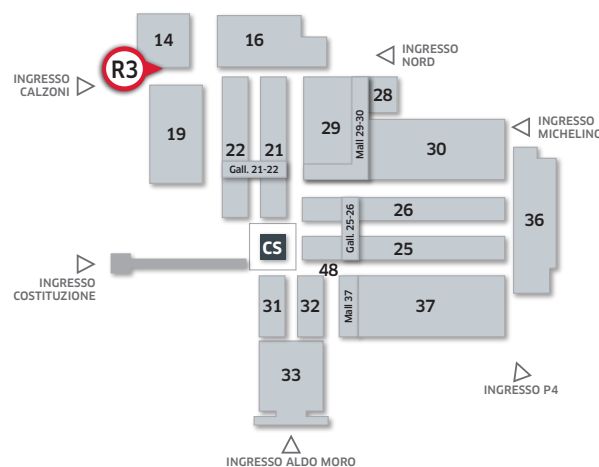 14
16
INGRESSO
NORD
R3
INGRESSO
CALZONI
28
19
22
21
29
Mall 29-30
INGRESSO
MICHELINO
30
Gall. 21-22
26
Gall. 25-26
36
CS
25
INGRESSO
COSTITUZIONE
48
31
32
Mall 37
37
33
INGRESSO P4
INGRESSO ALDO MORO